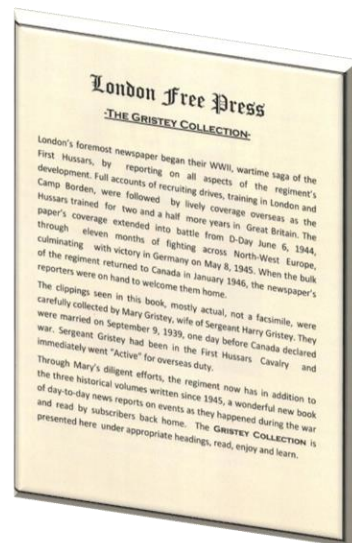 London Free Press
-THE GRISTEY COLLECTION-
London's foremost newspaper began their WWII, wartime saga of the
First Hussars, by reporting on all aspects of the regiment's
development. Full accounts of recruiting drives, training in London and
Camp Borden, were followed by lively coverage overseas as the
Hussars trained for two and a half more years in Great Britain. The
paper's coverage extended into battle from D-Day June 6, 1944,
through eleven months of fighting across North-West Europe,
culminating with victory in Germany on May 8, 1945. When the bulk
of the regiment returned to Canada in January 1946, the newspaper's
reporters were on hand to welcome them home.
The clippings seen in this book, mostly actual, not a facsimile, were
carefully collected by Mary Gristey, wife of Sergeant Harry Gristey. They
were married on September 9, 1939, one day before Canada declared
war. Sergeant Gristey had been in the First Hussars Cavalry and
immediately went "Active" for overseas duty.
Through Mary's diligent efforts, the regiment now has in addition to
the three historical volumes written since 1945, a wonderful new book
of day-to-day news reports on events as they happened during the war
and read by subscribers back home. The GRISTEY COLLECTION is
presented here under appropriate headings, read, enjoy and learn.